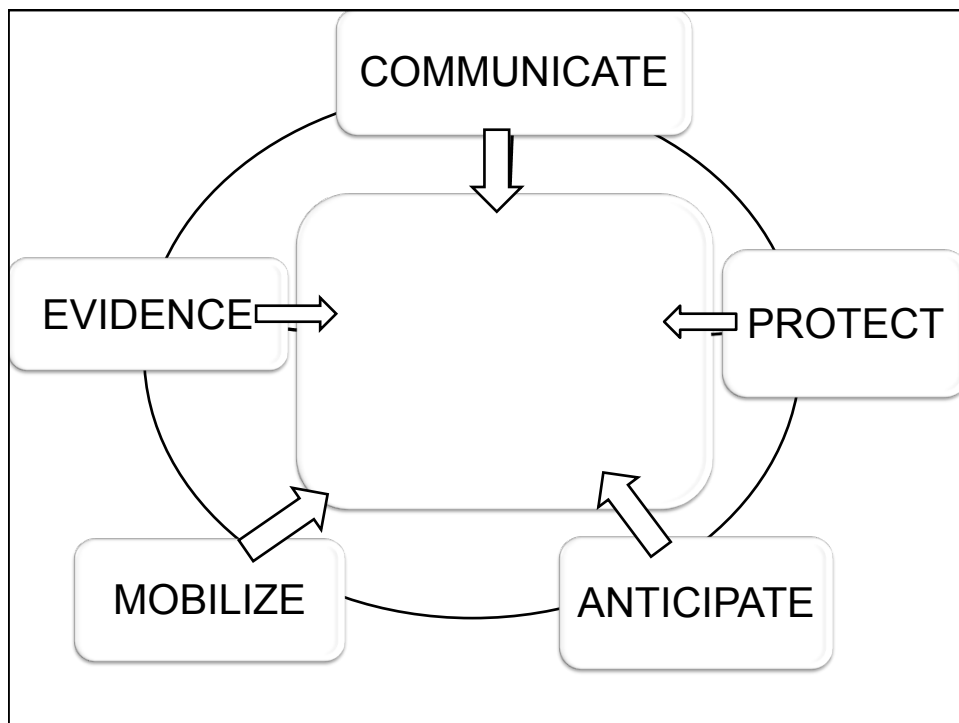 COMMUNICATE
EVIDENCE
PROTECT
MOBILIZE
ANTICIPATE